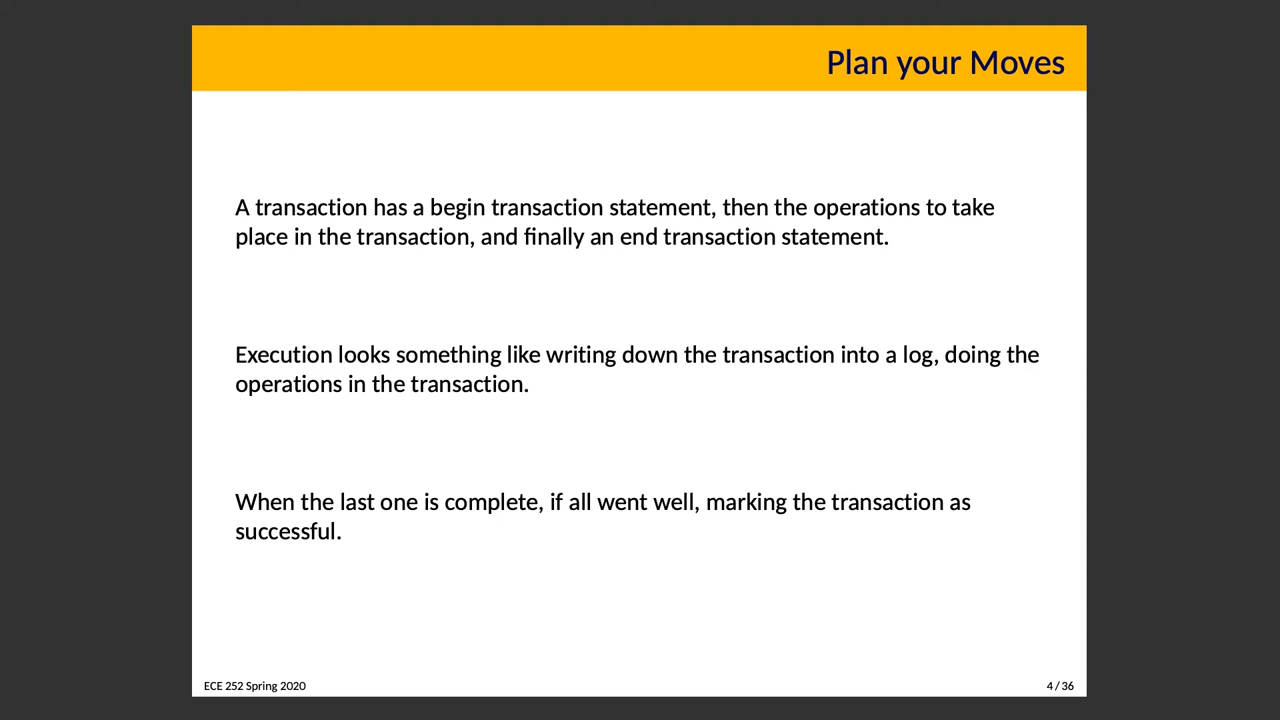 Plan your Moves
A transaction has a begin transaction statement, then the operations to take
place in the transaction, and finally an end transaction statement.
Execution looks something like writing down the transaction into a log, doing the
operations in the transaction.
When the last one is complete, if all went well, marking the transaction as
successful.
ECE 252 Spring 2020
4 / 36